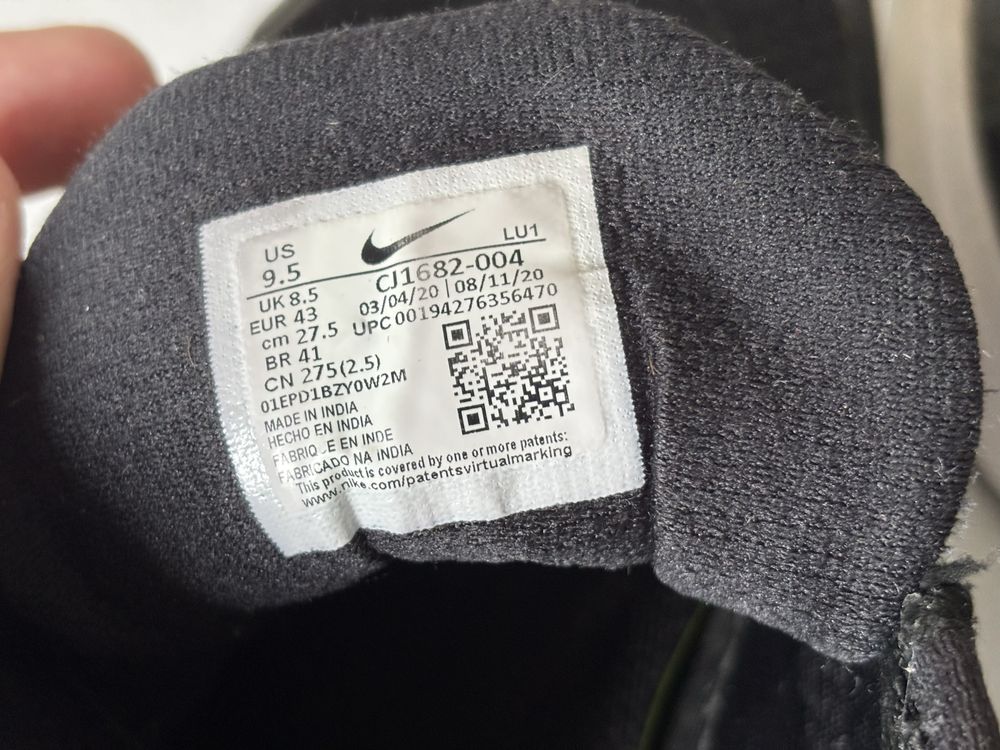 US
9.5
LU1
UK 8.5
CJ1682-004
EUR 43
03/04/20 | 08/11/20
cm 27.5
UPC 00194276356470
BR 41
CN 275(2.5)
01EPD1BZY0W2M
MADE IN INDIA
HECHO EN INDIA
FABRIQUE EN INDE
FABRICADO NA INDIA
This product is covered by one or more patents:
www.nike.com/patentsvirtualmarking